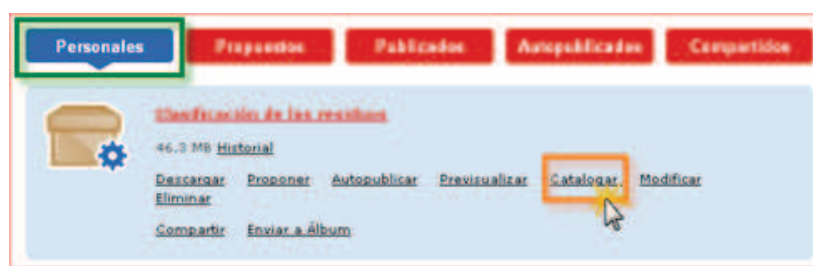 Personales Propuestos Publicados Autopublicados Compartidos
Clasificación de los residuos
46.3 MB Historial
Descargar Proponer Autopublicar Previsualizar Catalogar Modificar
Eliminar
Compartir Enviar a Álbum